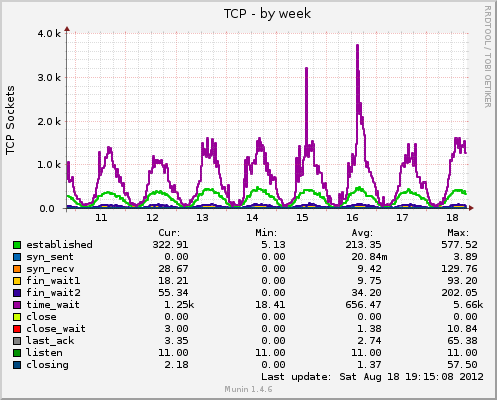 TCP - by week
RRDTOOL / TOBI OETIKER
TCP Sockets
4.0 k
3.0 k
2.0 k
1.0 k
0.0
11 12 13 14 15 16 17 18
Cur: Min: Avg: Max:
established 322.91 5.13 213.35 577.52
syn_sent 0.00 0.00 20.84m 3.89
syn_recv 28.67 0.00 9.42 129.76
fin_wait1 18.21 0.00 9.75 93.20
fin_wait2 55.34 0.00 34.20 202.05
time_wait 1.25k 18.41 656.47 5.66k
close 0.00 0.00 0.00 0.00
close_wait 3.00 0.00 1.38 10.84
last_ack 3.35 0.00 2.74 65.38
listen 11.00 11.00 11.00 11.00
closing 2.18 0.00 1.37 57.50
Last update: Sat Aug 18 19:15:08 2012
Munin 1.4.6